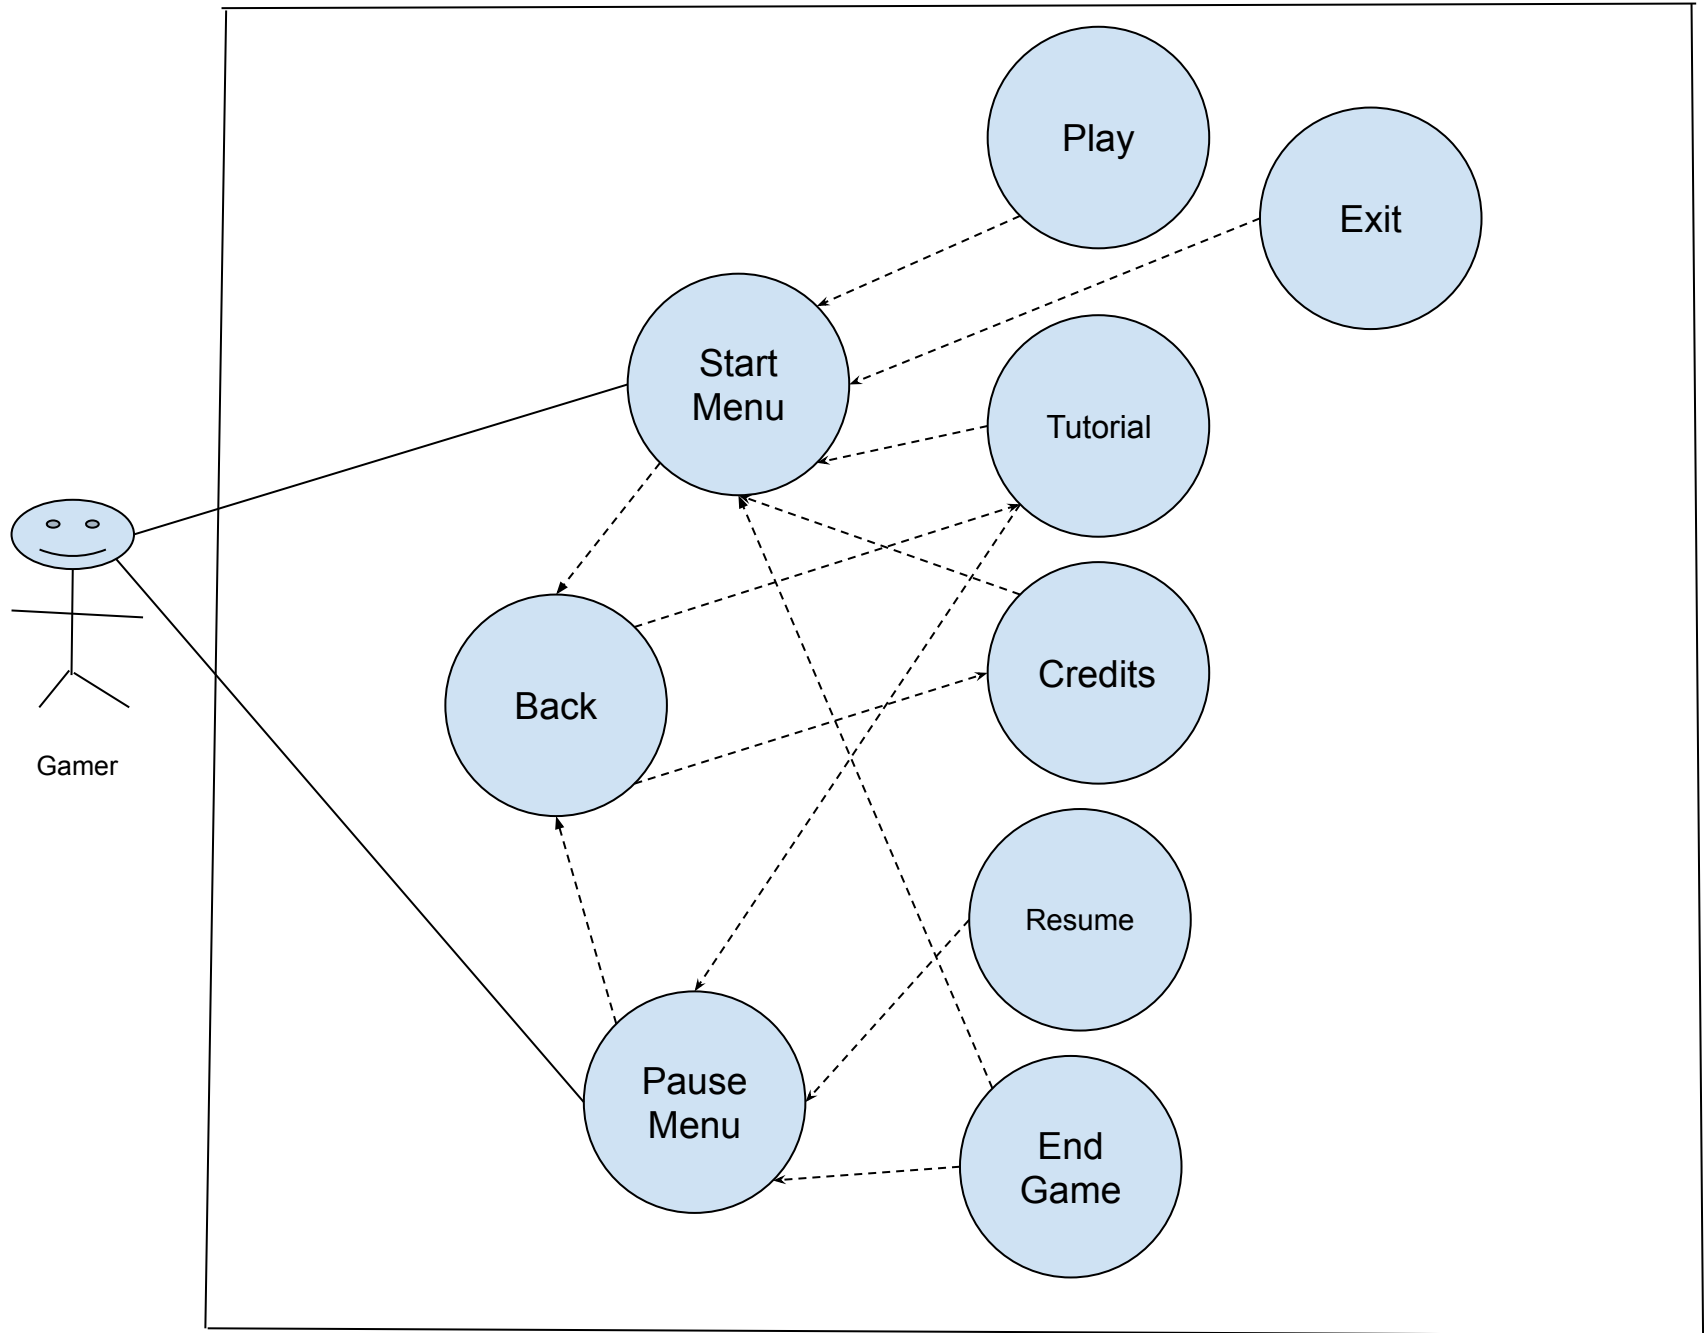 Play
Exit
Start
Menu
Tutorial
Credits
Back
Gamer
Resume
Pause
Menu
End
Game